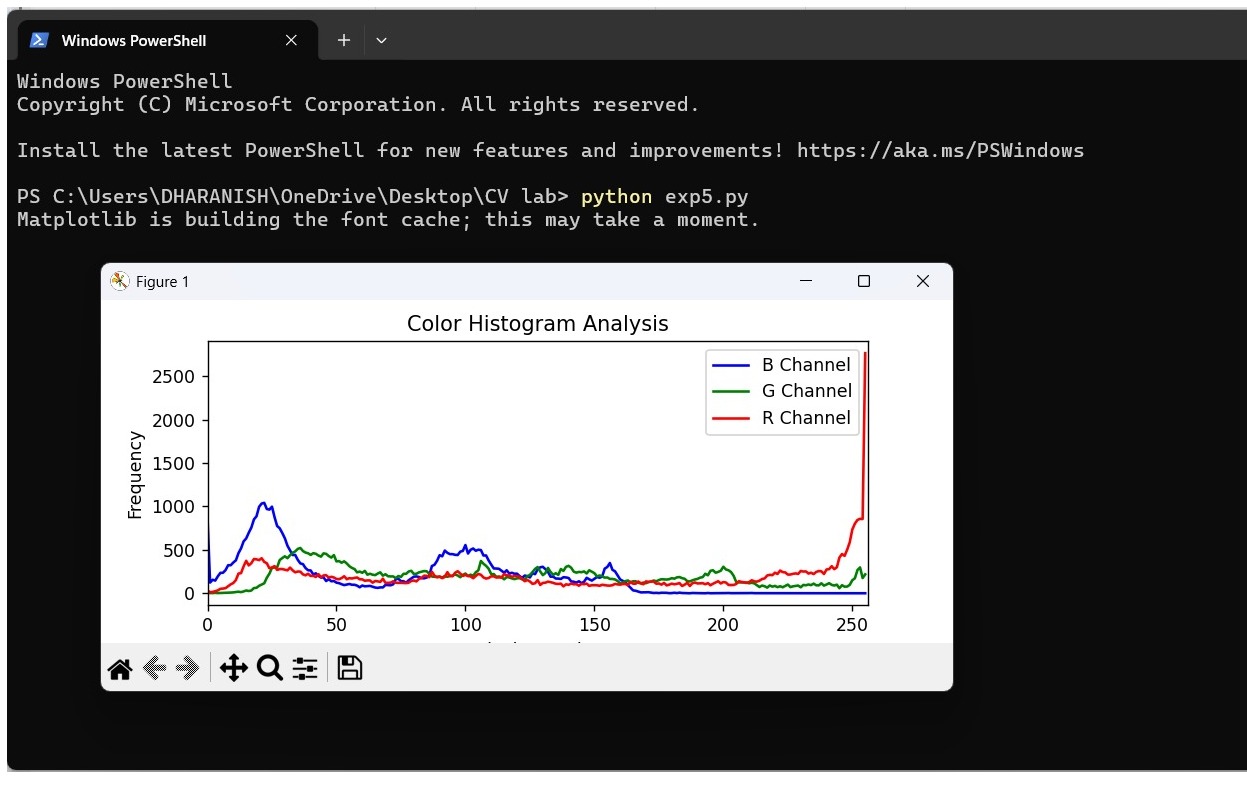 Windows PowerShell
Windows PowerShell
Copyright (C) Microsoft Corporation. All rights reserved.
Install the latest PowerShell for new features and improvements! https://aka.ms/PSWindows
PS C:\Users\DHARANISH\OneDrive\Desktop\CV lab> python exp5.py
Matplotlib is building the font cache; this may take a moment.
Figure 1
Color Histogram Analysis
B Channel
G Channel
R Channel
Frequency
2500
2000
1500
1000
500
0
0 50 100 150 200 250